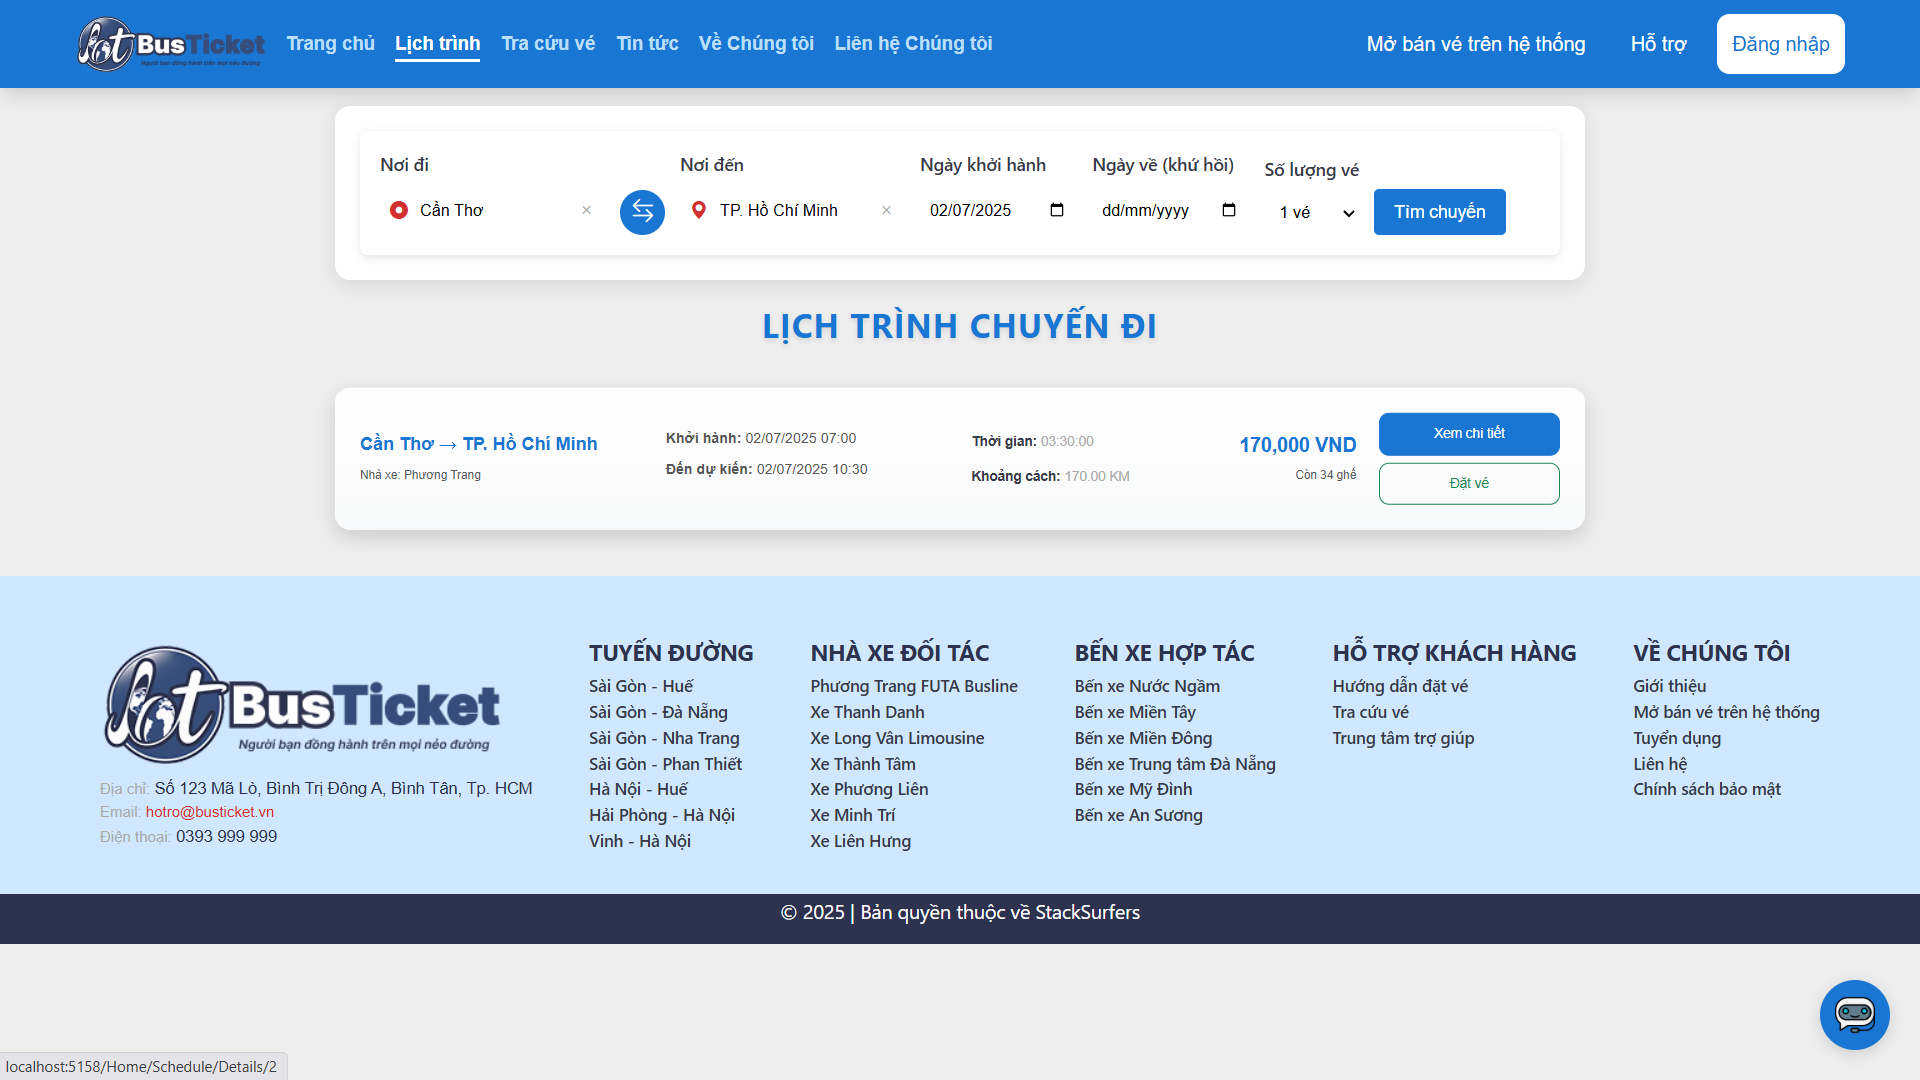 lot BusTicket
Người bạn đồng hành trên mọi nẻo đường
Trang chủ Lịch trình Tra cứu vé Tin tức Về Chúng tôi Liên hệ Chúng tôi
Mở bán vé trên hệ thống Hỗ trợ Đăng nhập
Nơi đi Nơi đến Ngày khởi hành Ngày về (khứ hồi) Số lượng vé
Cần Thơ × TP. Hồ Chí Minh × 02/07/2025 dd/mm/yyyy 1 vé Tìm chuyến
LỊCH TRÌNH CHUYẾN ĐI
Cần Thơ → TP. Hồ Chí Minh
Nhà xe: Phương Trang
Khởi hành: 02/07/2025 07:00
Đến dự kiến: 02/07/2025 10:30
Thời gian: 03:30:00
Khoảng cách: 170.00 KM
170,000 VND
Còn 34 ghế
Xem chi tiết
Đặt vé
lot BusTicket
Người bạn đồng hành trên mọi nẻo đường
Địa chỉ: Số 123 Mã Lò, Bình Trị Đông A, Bình Tân, Tp. HCM
Email: hotro@busticket.vn
Điện thoại: 0393 999 999
TUYẾN ĐƯỜNG
Sài Gòn - Huế
Sài Gòn - Đà Nẵng
Sài Gòn - Nha Trang
Sài Gòn - Phan Thiết
Hà Nội - Huế
Hải Phòng - Hà Nội
Vinh - Hà Nội
NHÀ XE ĐỐI TÁC
Phương Trang FUTA Busline
Xe Thanh Danh
Xe Long Vân Limousine
Xe Thành Tâm
Xe Phương Liên
Xe Minh Trí
Xe Liên Hưng
BẾN XE HỢP TÁC
Bến xe Nước Ngầm
Bến xe Miền Tây
Bến xe Miền Đông
Bến xe Trung tâm Đà Nẵng
Bến xe Mỹ Đình
Bến xe An Sương
HỖ TRỢ KHÁCH HÀNG
Hướng dẫn đặt vé
Tra cứu vé
Trung tâm trợ giúp
VỀ CHÚNG TÔI
Giới thiệu
Mở bán vé trên hệ thống
Tuyển dụng
Liên hệ
Chính sách bảo mật
© 2025 | Bản quyền thuộc về StackSurfers
localhost:5158/Home/Schedule/Details/2